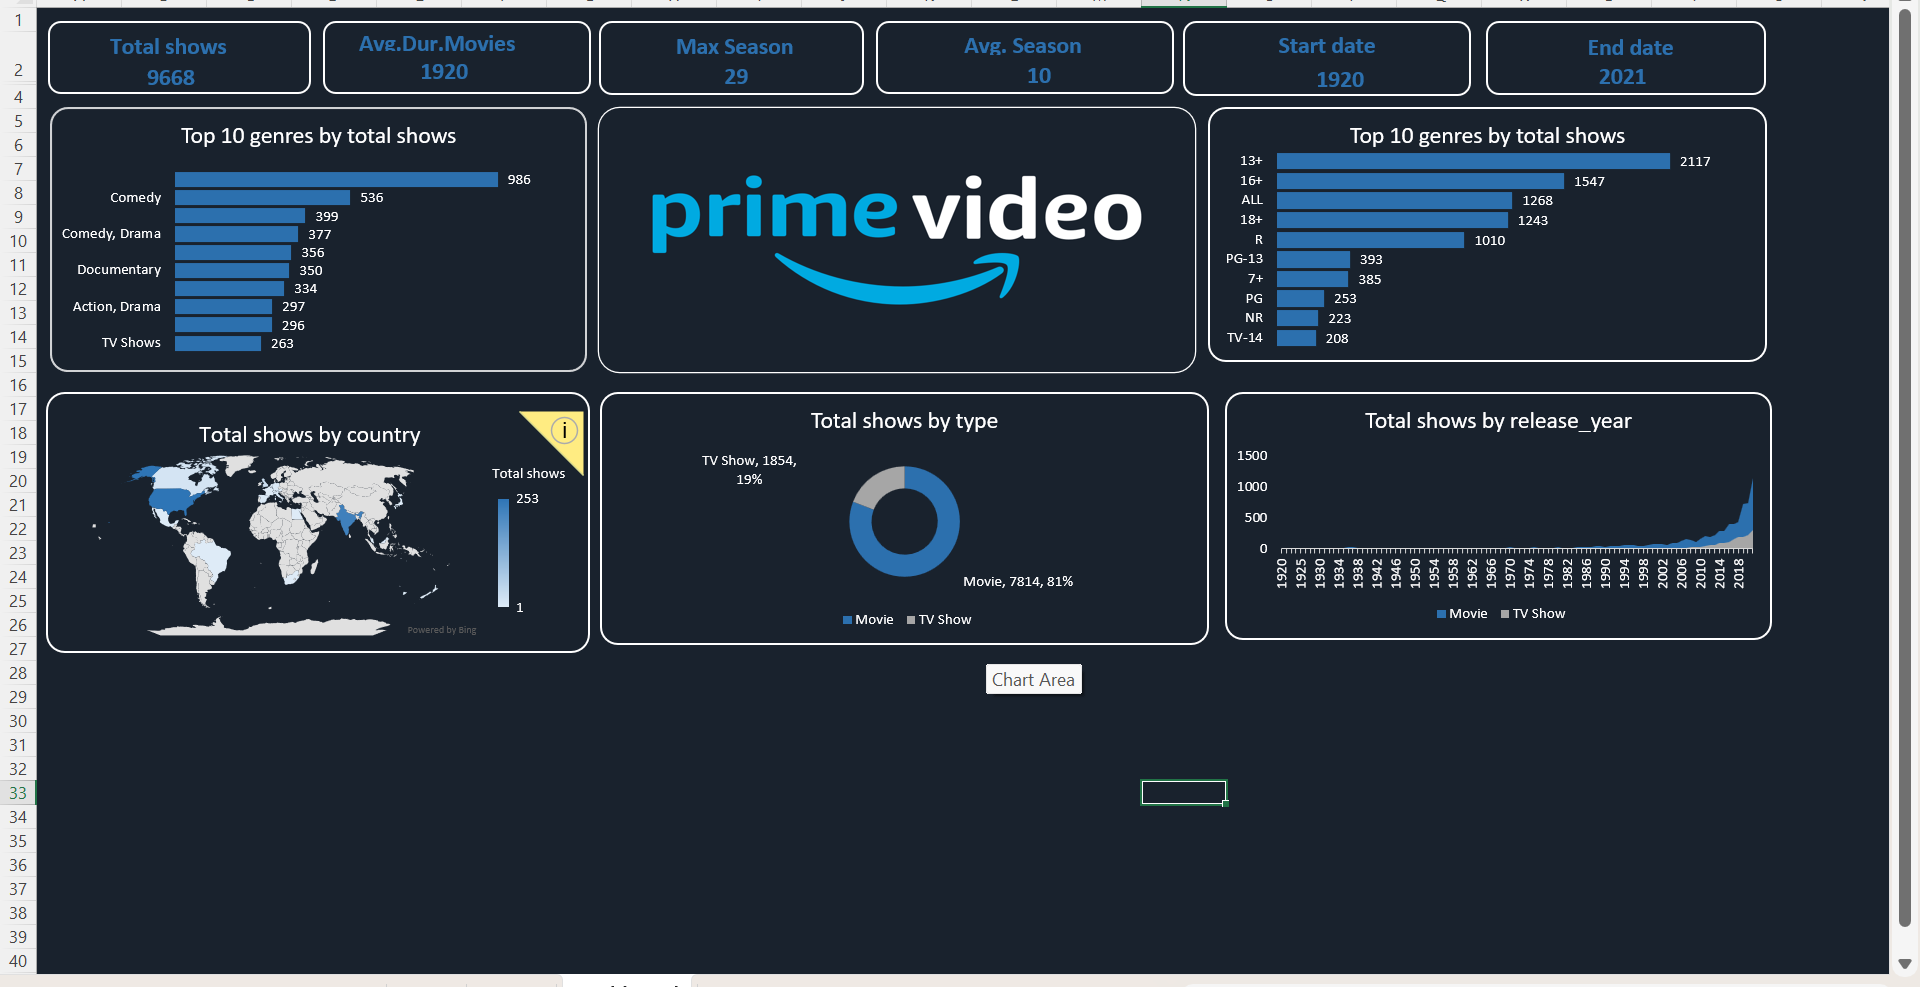 Total shows
9668
Avg.Dur.Movies
1920
Max Season
29
Avg. Season
10
Start date
1920
End date
2021
Top 10 genres by total shows
986
Comedy 536
399
Comedy, Drama 377
356
Documentary 350
334
Action, Drama 297
296
TV Shows 263
prime video
Top 10 genres by total shows
13+ 2117
16+ 1547
ALL 1268
18+ 1243
R 1010
PG-13 393
7+ 385
PG 253
NR 223
TV-14 208
Total shows by country
i
Total shows
253
1
Powered by Bing
Total shows by type
TV Show, 1854,
19%
Movie, 7814, 81%
Movie TV Show
Total shows by release_year
1500
1000
500
0
1920 1925 1930 1934 1938 1942 1946 1950 1954 1958 1962 1966 1970 1974 1978 1982 1986 1990 1994 1998 2002 2006 2010 2014 2018
Movie TV Show
Chart Area
1
2
4
5
6
7
8
9
10
11
12
13
14
15
16
17
18
19
20
21
22
23
24
25
26
27
28
29
30
31
32
33
34
35
36
37
38
39
40